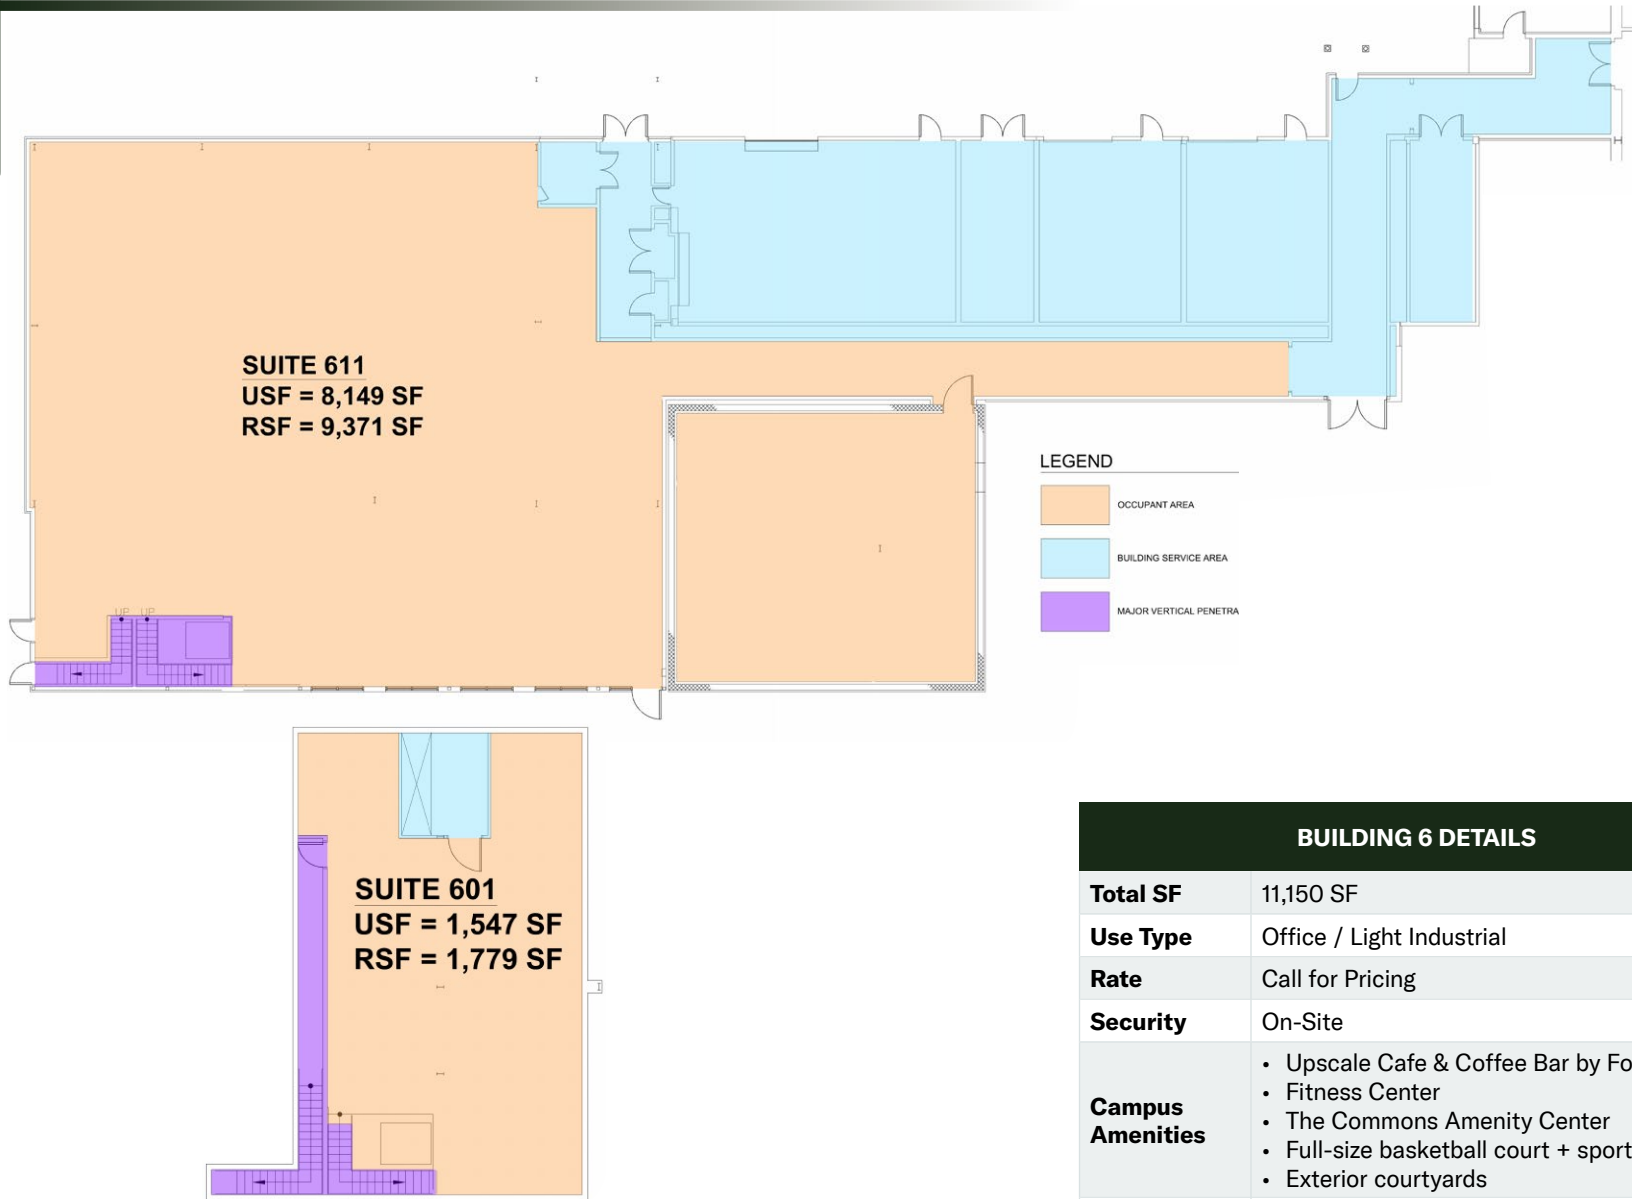 SUITE 611
USF = 8,149 SF
RSF = 9,371 SF
LEGEND
OCCUPANT AREA
BUILDING SERVICE AREA
MAJOR VERTICAL PENETRA
UP UP
SUITE 601
USF = 1,547 SF
RSF = 1,779 SF
BUILDING 6 DETAILS
Total SF 11,150 SF
Use Type Office / Light Industrial
Rate Call for Pricing
Security On-Site
Campus Amenities
• Upscale Cafe & Coffee Bar by Fo
• Fitness Center
• The Commons Amenity Center
• Full-size basketball court + sport
• Exterior courtyards